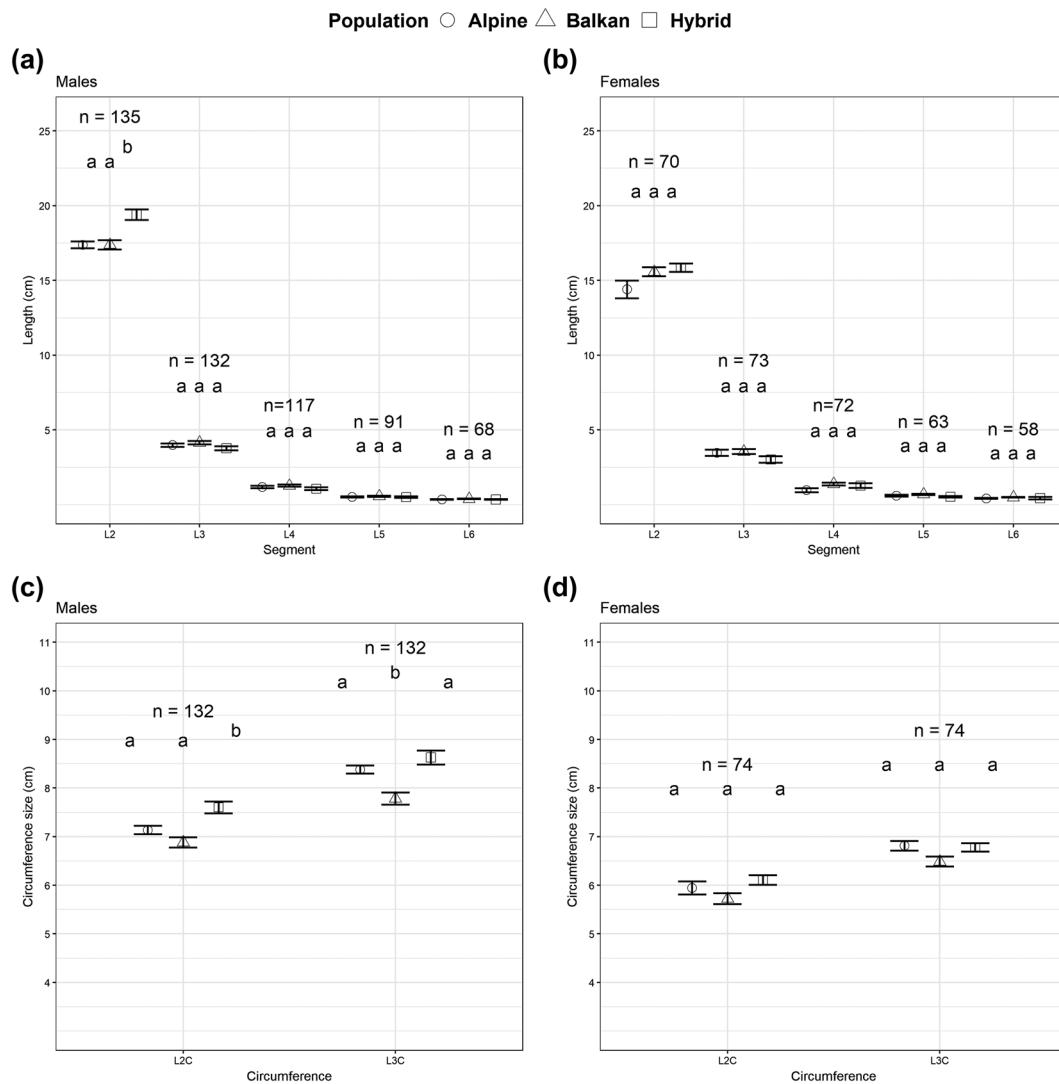 Population Alpine Balkan Hybrid
(a)
Males
n = 135
a a b
n = 132
a a a
n=117
a a a
n = 91
a a a
n = 68
a a a
25
20
15
10
5
Length (cm)
L2 L3 L4 L5 L6
Segment
(b)
Females
n = 70
a a a
n = 73
a a a
n=72
a a a
n = 63
a a a
n = 58
a a a
25
20
15
10
5
Length (cm)
L2 L3 L4 L5 L6
Segment
(c)
Males
n = 132
a a b
n = 132
a b a
11
10
9
8
7
6
5
4
Circumference size (cm)
L2C L3C
Circumference
(d)
Females
n = 74
a a a
n = 74
a a a
11
10
9
8
7
6
5
4
Circumference size (cm)
L2C L3C
Circumference